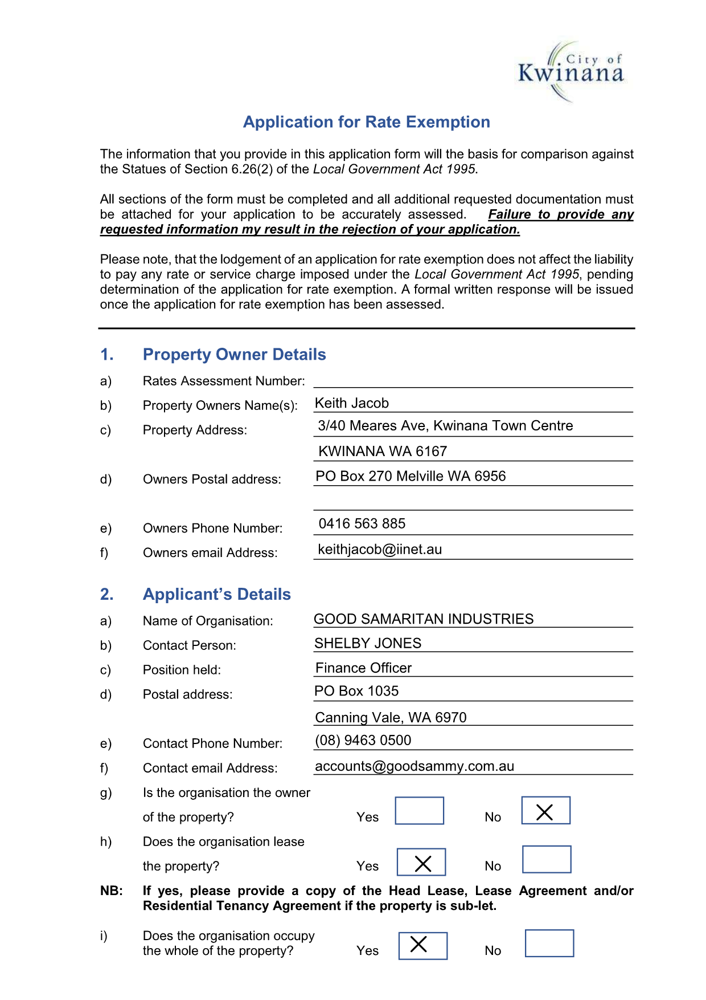 City of
Kwinana
Application for Rate Exemption
The information that you provide in this application form will the basis for comparison against
the Statues of Section 6.26(2) of the Local Government Act 1995.
All sections of the form must be completed and all additional requested documentation must
be attached for your application to be accurately assessed. Failure to provide any
requested information my result in the rejection of your application.
Please note, that the lodgement of an application for rate exemption does not affect the liability
to pay any rate or service charge imposed under the Local Government Act 1995, pending
determination of the application for rate exemption. A formal written response will be issued
once the application for rate exemption has been assessed.
1. Property Owner Details
a) Rates Assessment Number:
b) Property Owners Name(s): Keith Jacob
c) Property Address: 3/40 Meares Ave, Kwinana Town Centre
KWINANA WA 6167
d) Owners Postal address: PO Box 270 Melville WA 6956
e) Owners Phone Number: 0416 563 885
f) Owners email Address: keithjacob@iinet.au
2. Applicant’s Details
a) Name of Organisation: GOOD SAMARITAN INDUSTRIES
b) Contact Person: SHELBY JONES
c) Position held: Finance Officer
d) Postal address: PO Box 1035
Canning Vale, WA 6970
e) Contact Phone Number: (08) 9463 0500
f) Contact email Address: accounts@goodsammy.com.au
g) Is the organisation the owner
of the property? Yes No X
h) Does the organisation lease
the property? Yes X No
NB: If yes, please provide a copy of the Head Lease, Lease Agreement and/or
Residential Tenancy Agreement if the property is sub-let.
i) Does the organisation occupy
the whole of the property? Yes X No